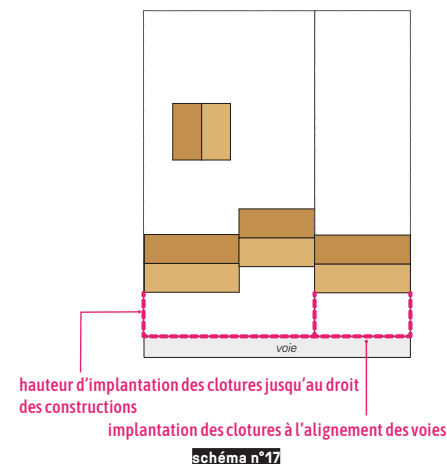 voie
hauteur d'implantation des clotures jusqu'au droit
des constructions
implantation des clotures à l'alignement des voies
schéma n°17